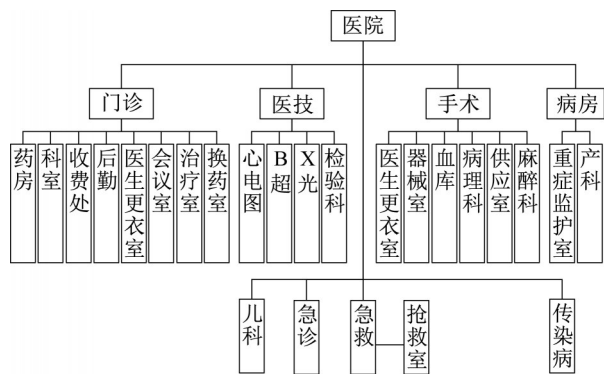 医院
门诊
医技
手术
病房
药房
科室
收费处
后勤
医生更衣室
会议室
治疗室
换药室
心电图
B超
X光
检验科
医生更衣室
器械室
血库
病理科
供应室
麻醉科
重症监护室
产科
儿科
急诊
急救
抢救室
传染病